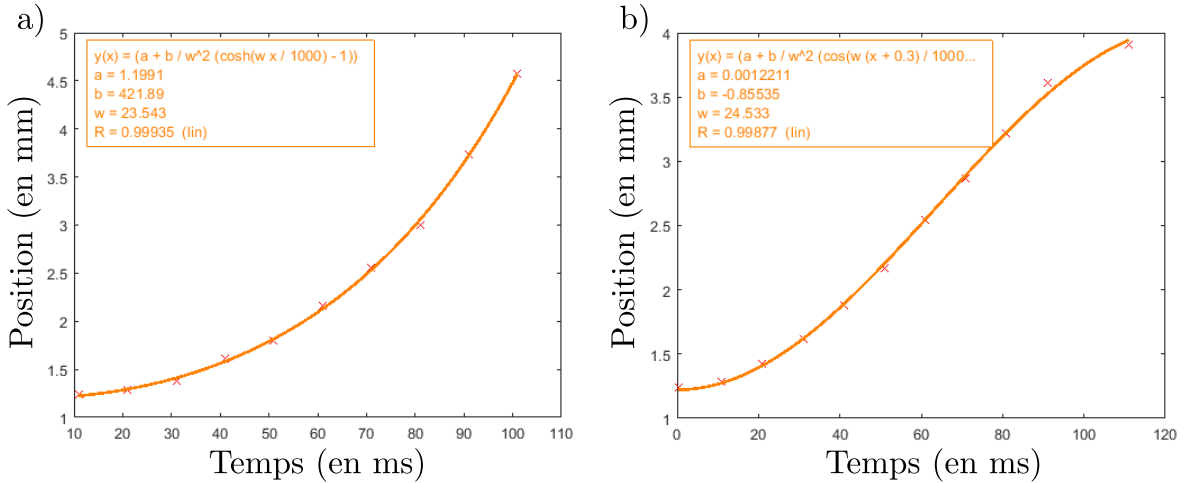 a)
y(x) = (a + b / w^2 (cosh(w x / 1000) - 1))
a = 1.1991
b = 421.89
w = 23.543
R = 0.99935 (lin)
Position (en mm)
5
4.5
4
3.5
3
2.5
2
1.5
1
10 20 30 40 50 60 70 80 90 100 110
Temps (en ms)
b)
y(x) = (a + b / w^2 (cos(w (x + 0.3) / 1000...
a = 0.0012211
b = -0.85535
w = 24.533
R = 0.99877 (lin)
Position (en mm)
4
3.5
3
2.5
2
1.5
1
0 20 40 60 80 100 120
Temps (en ms)